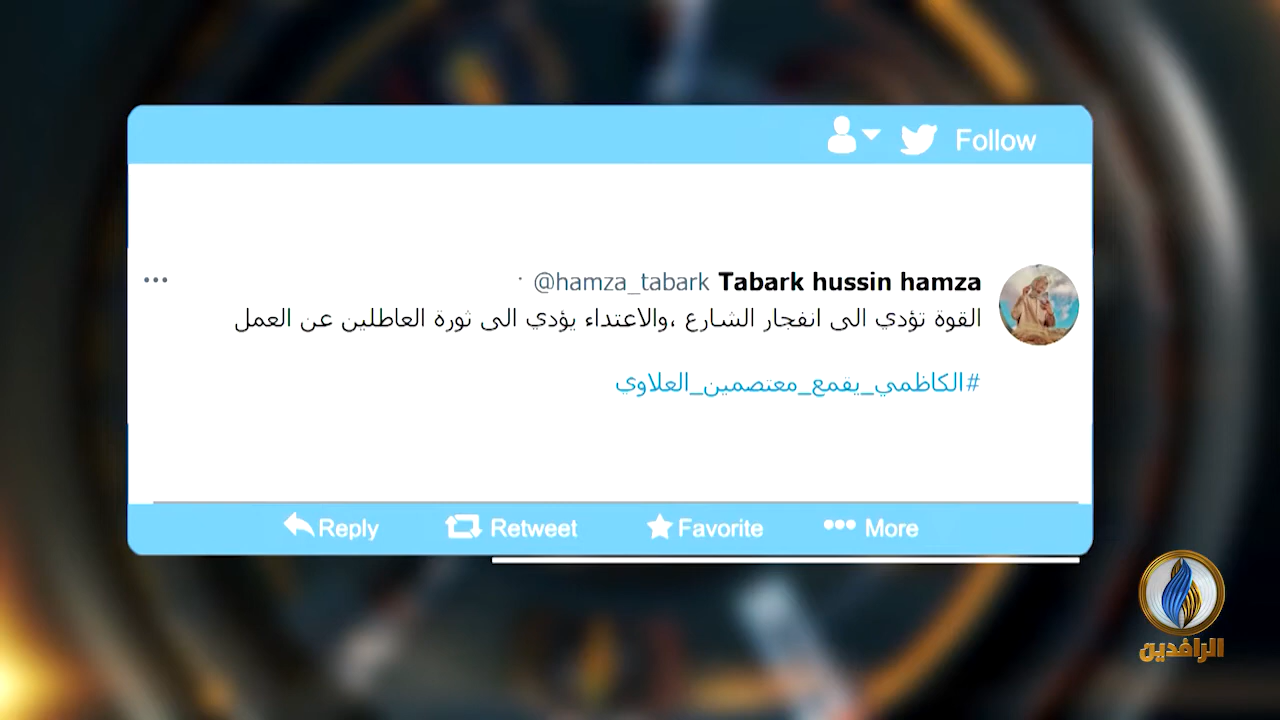 Follow
Tabark hussin hamza @hamza_tabark ·
القوة تؤدي الى انفجار الشارع ،والاعتداء يؤدي الى ثورة العاطلين عن العمل
#الكاظمي_يقمع_معتصمين_العلاوي
Reply Retweet Favorite More
الرافدين